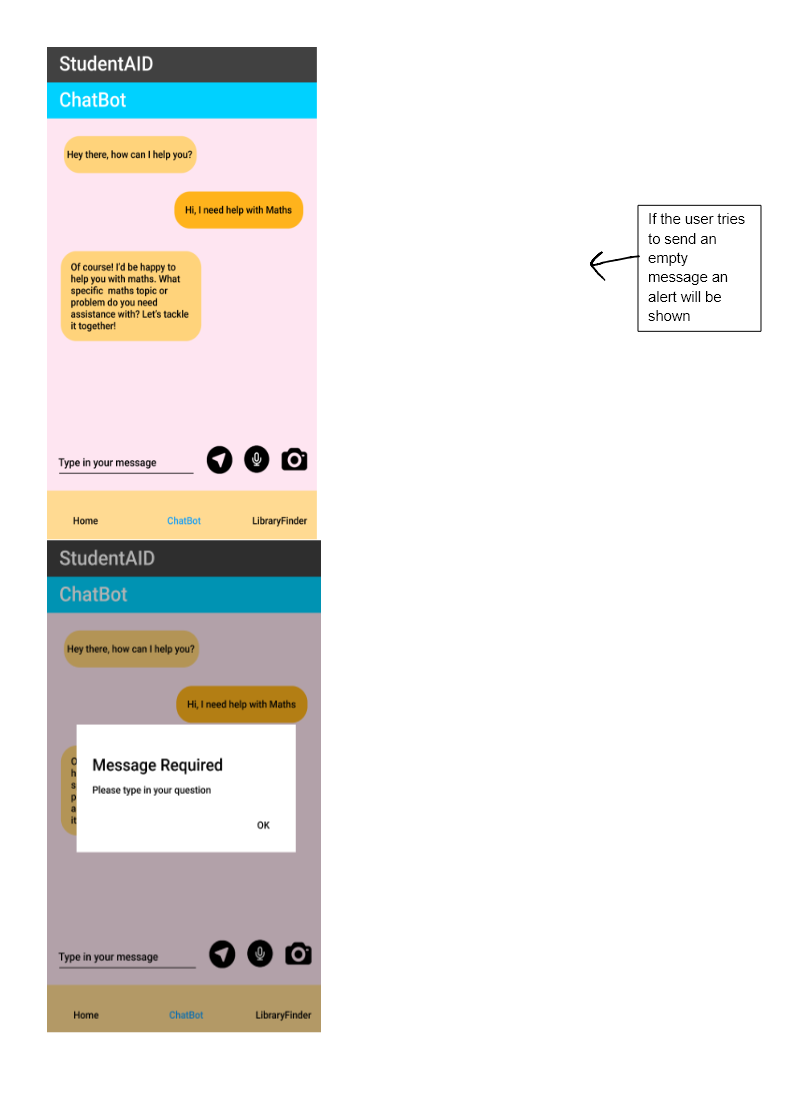 StudentAID
ChatBot
Hey there, how can I help you?
Hi, I need help with Maths
Of course! I'd be happy to
help you with maths. What
specific maths topic or
problem do you need
assistance with? Let's tackle
it together!
Type in your message
Home ChatBot LibraryFinder
If the user tries
to send an
empty
message an
alert will be
shown
StudentAID
ChatBot
Hey there, how can I help you?
Hi, I need help with Maths
O
h
s
p
a
it
Message Required
Please type in your question
OK
Type in your message
Home ChatBot LibraryFinder